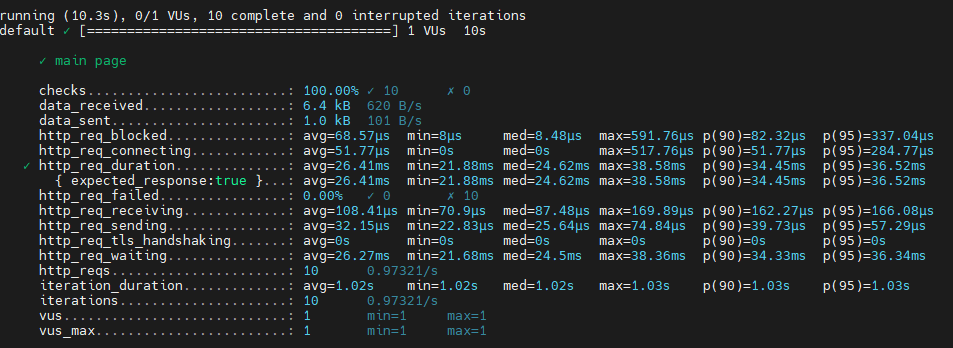 running (10.3s), 0/1 VUs, 10 complete and 0 interrupted iterations
default ✓ [======================================] 1 VUs  10s

     ✓ main page

     checks.........................: 100.00% ✓ 10       ✗ 0
     data_received..................: 6.4 kB  620 B/s
     data_sent......................: 1.0 kB  101 B/s
     http_req_blocked...............: avg=68.57µs  min=8µs      med=8.48µs  max=591.76µs p(90)=82.32µs  p(95)=337.04µs
     http_req_connecting............: avg=51.77µs  min=0s       med=0s      max=517.76µs p(90)=51.77µs  p(95)=284.77µs
   ✓ http_req_duration..............: avg=26.41ms  min=21.88ms  med=24.62ms max=38.58ms  p(90)=34.45ms  p(95)=36.52ms
       { expected_response:true }...: avg=26.41ms  min=21.88ms  med=24.62ms max=38.58ms  p(90)=34.45ms  p(95)=36.52ms
     http_req_failed................: 0.00%   ✓ 0        ✗ 10
     http_req_receiving.............: avg=108.41µs min=70.9µs   med=87.48µs max=169.89µs p(90)=162.27µs p(95)=166.08µs
     http_req_sending...............: avg=32.15µs  min=22.83µs  med=25.64µs max=74.84µs  p(90)=39.73µs  p(95)=57.29µs
     http_req_tls_handshaking.......: avg=0s       min=0s       med=0s      max=0s       p(90)=0s       p(95)=0s
     http_req_waiting...............: avg=26.27ms  min=21.68ms  med=24.5ms  max=38.36ms  p(90)=34.33ms  p(95)=36.34ms
     http_reqs......................: 10      0.97321/s
     iteration_duration.............: avg=1.02s    min=1.02s    med=1.02s   max=1.03s    p(90)=1.03s    p(95)=1.03s
     iterations.....................: 10      0.97321/s
     vus............................: 1       min=1      max=1
     vus_max........................: 1       min=1      max=1